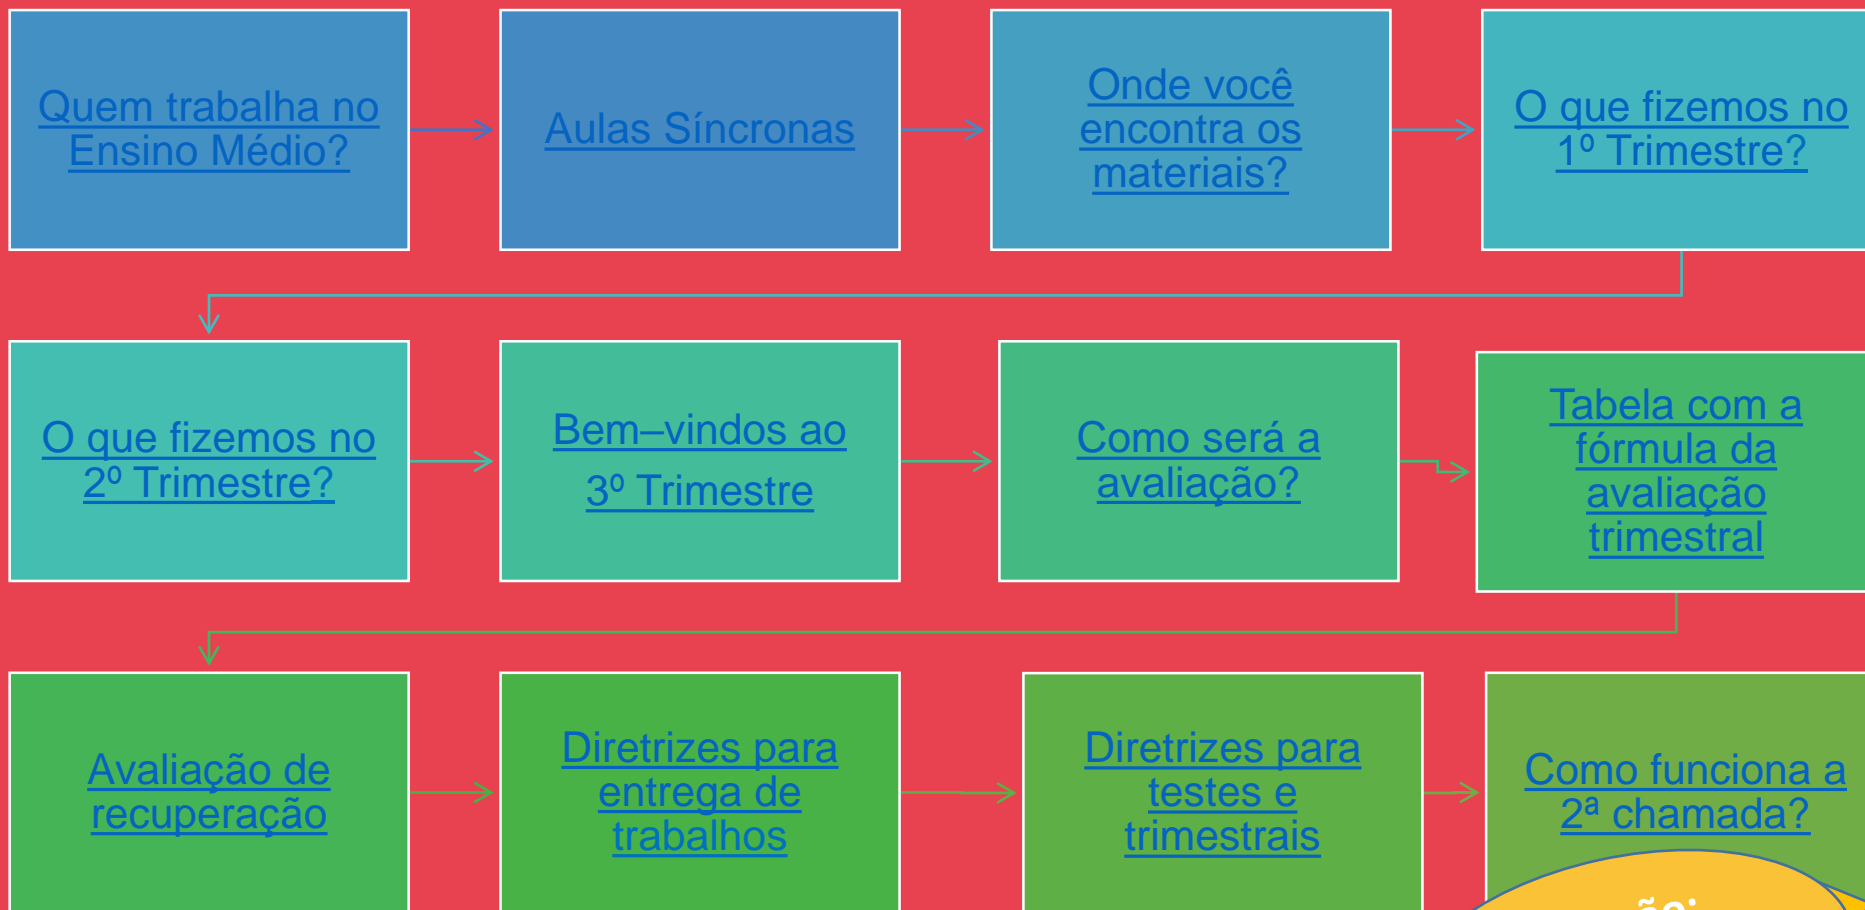 Quem trabalha no
Ensino Médio?
Aulas Síncronas
Onde você
encontra os
materiais?
O que fizemos no
1º Trimestre?
O que fizemos no
2º Trimestre?
Bem–vindos ao
3º Trimestre
Como será a
avaliação?
Tabela com a
fórmula da
avaliação
trimestral
Avaliação de
recuperação
Diretrizes para
entrega de
trabalhos
Diretrizes para
testes e
trimestrais
Como funciona a
2ª chamada?